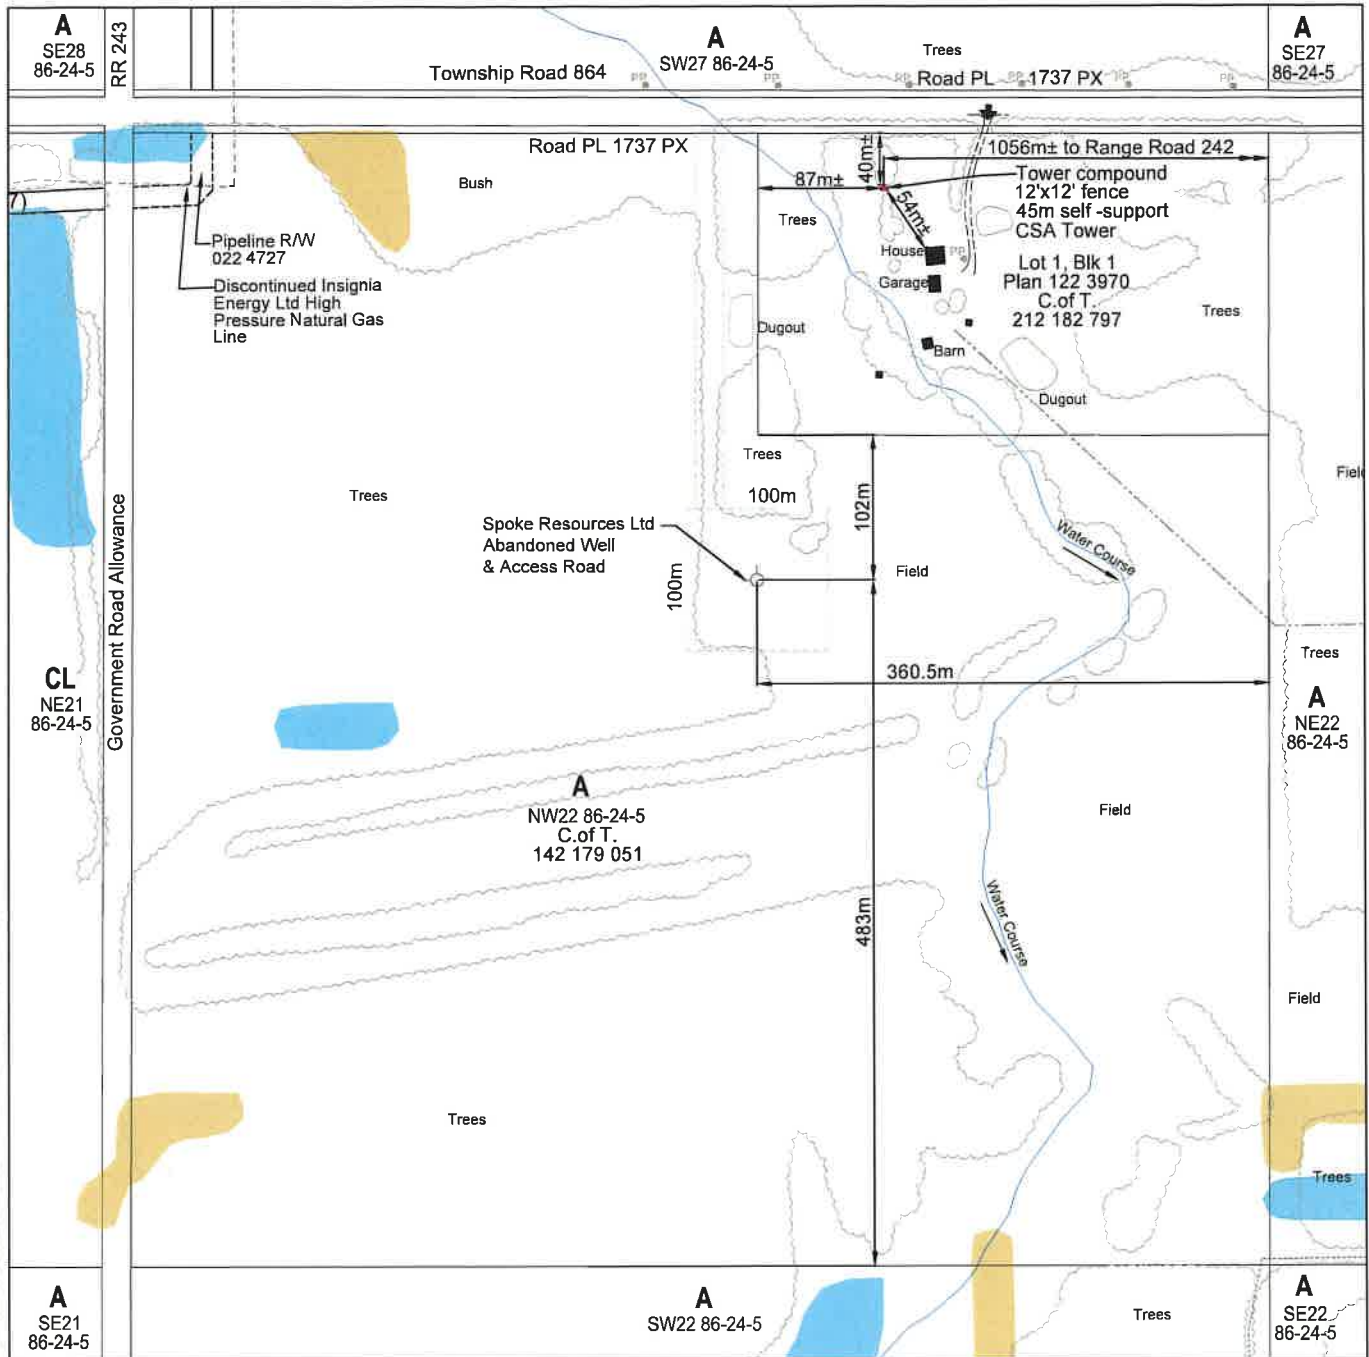 A
SE28
86-24-5
RR 243
A
SW27 86-24-5
Trees
A
SE27
86-24-5
Township Road 864
PP
PP
PP
PP
PP
PP
Road PL 1737 PX
Road PL 1737 PX
40m±
1056m± to Range Road 242
Bush
87m±
54m±
Tower compound
12'x12' fence
45m self -support
CSA Tower
Trees
Pipeline R/W
022 4727
House
PP
Garage
Lot 1, Blk 1
Plan 122 3970
C.of T.
212 182 797
Discontinued Insignia
Energy Ltd High
Pressure Natural Gas
Line
Trees
Dugout
Barn
Dugout
Trees
Trees
100m
102m
Spoke Resources Ltd
Abandoned Well
& Access Road
100m
Field
Water Course
Government Road Allowance
CL
NE21
86-24-5
360.5m
Trees
A
NE22
86-24-5
A
NW22 86-24-5
C.of T.
142 179 051
Field
483m
Water Course
Field
Trees
Trees
A
SE21
86-24-5
A
SW22 86-24-5
Trees
A
SE22
86-24-5